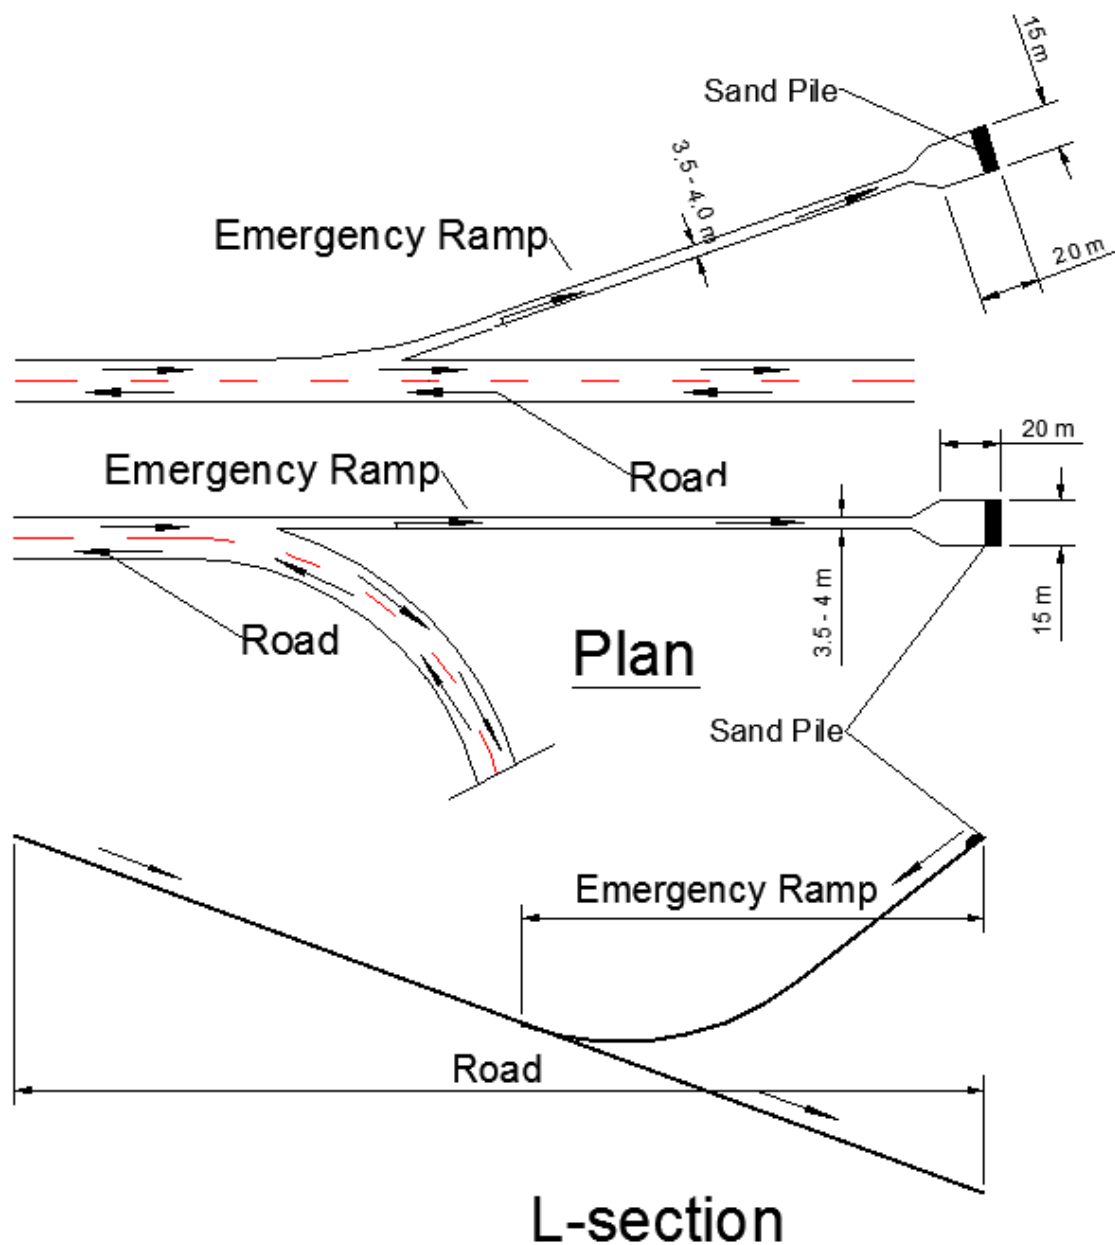 15 m
Sand Pile
3.5 - 4.0 m
Emergency Ramp
20 m
20 m
Emergency Ramp
Road
Road
3.5 - 4 m
15 m
Plan
Sand Pile
Emergency Ramp
Road
L-section